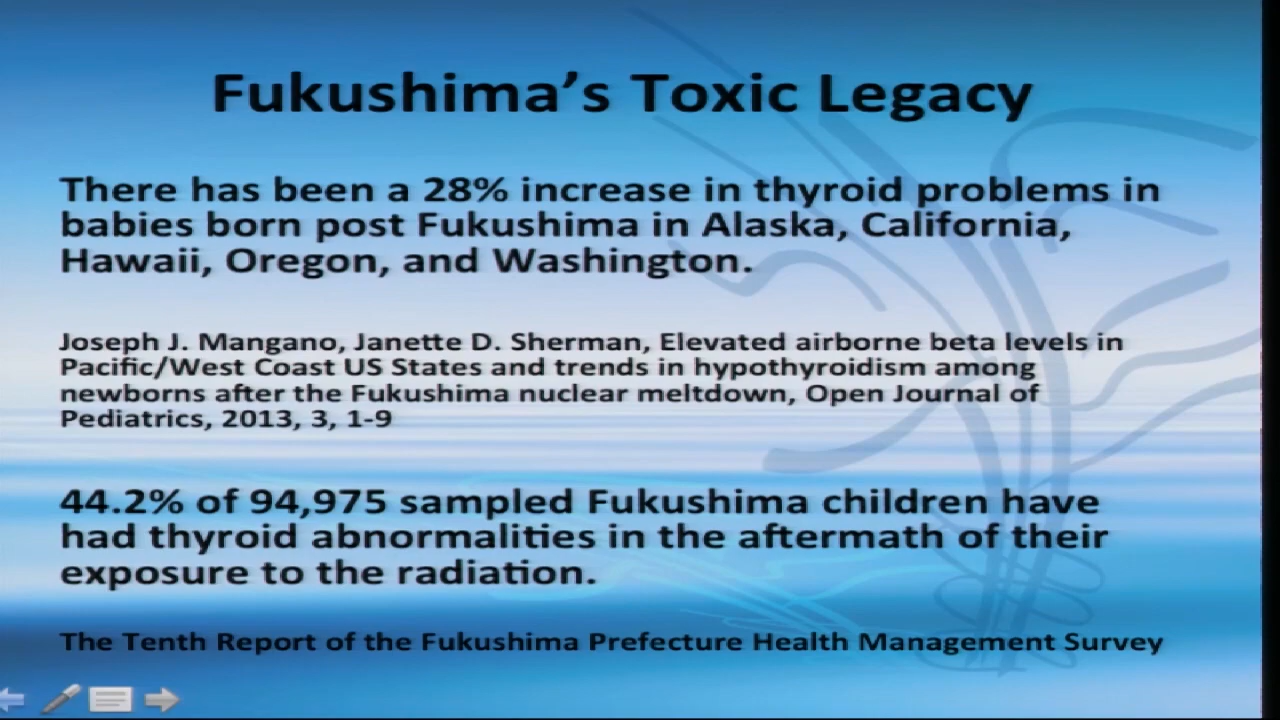 Fukushima’s Toxic Legacy
There has been a 28% increase in thyroid problems in
babies born post Fukushima in Alaska, California,
Hawaii, Oregon, and Washington.
Joseph J. Mangano, Janette D. Sherman, Elevated airborne beta levels in
Pacific/West Coast US States and trends in hypothyroidism among
newborns after the Fukushima nuclear meltdown, Open Journal of
Pediatrics, 2013, 3, 1-9
44.2% of 94,975 sampled Fukushima children have
had thyroid abnormalities in the aftermath of their
exposure to the radiation.
The Tenth Report of the Fukushima Prefecture Health Management Survey